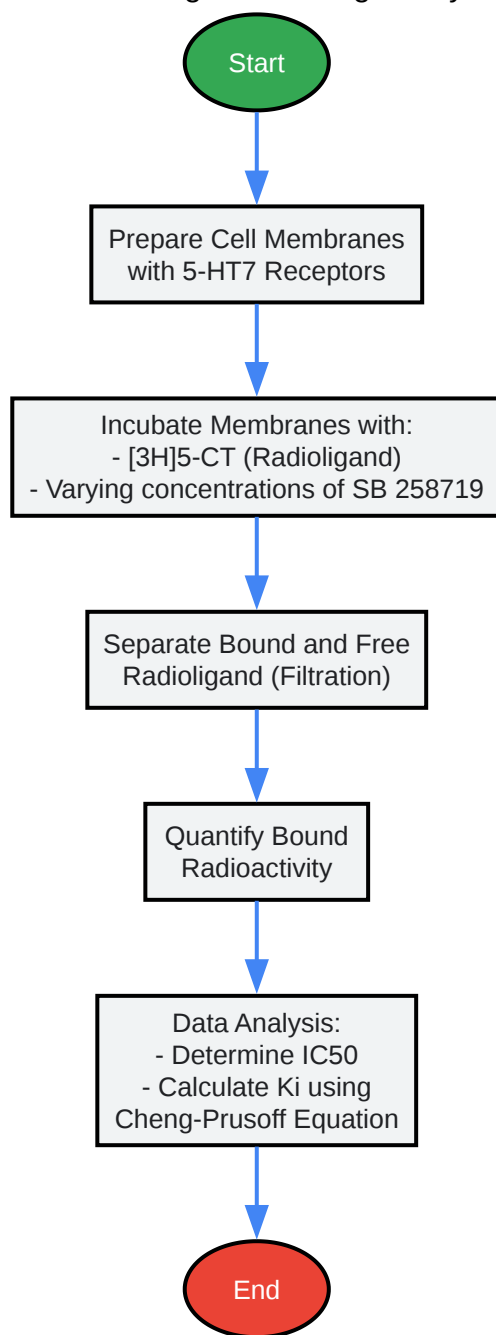 Start
Prepare Cell Membranes
with 5-HT7 Receptors
Incubate Membranes with:
- [3H]5-CT (Radioligand)
- Varying concentrations of SB 258719
Separate Bound and Free
Radioligand (Filtration)
Quantify Bound
Radioactivity
Data Analysis:
- Determine IC50
- Calculate Ki using
Cheng-Prusoff Equation
End